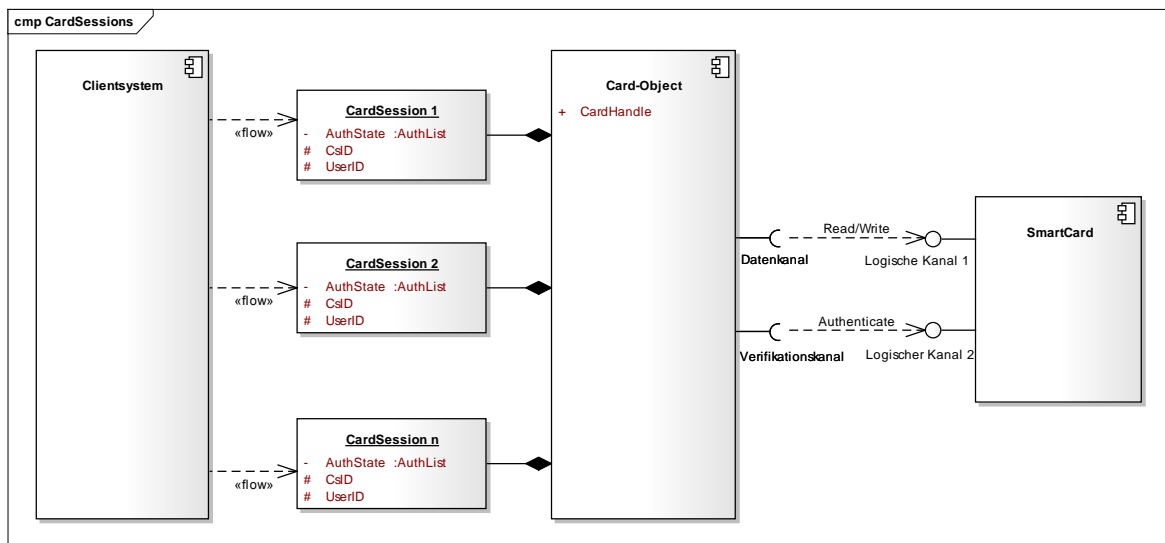 cmp CardSessions
Clientsystem
«flow»
«flow»
«flow»
CardSession 1
- AuthState :AuthList
# CsID
# UserID
CardSession 2
- AuthState :AuthList
# CsID
# UserID
CardSession n
- AuthState :AuthList
# CsID
# UserID
Card-Object
+ CardHandle
Read/Write
Datenkanal
Logische Kanal 1
Authenticate
Verifikationskanal
Logischer Kanal 2
SmartCard